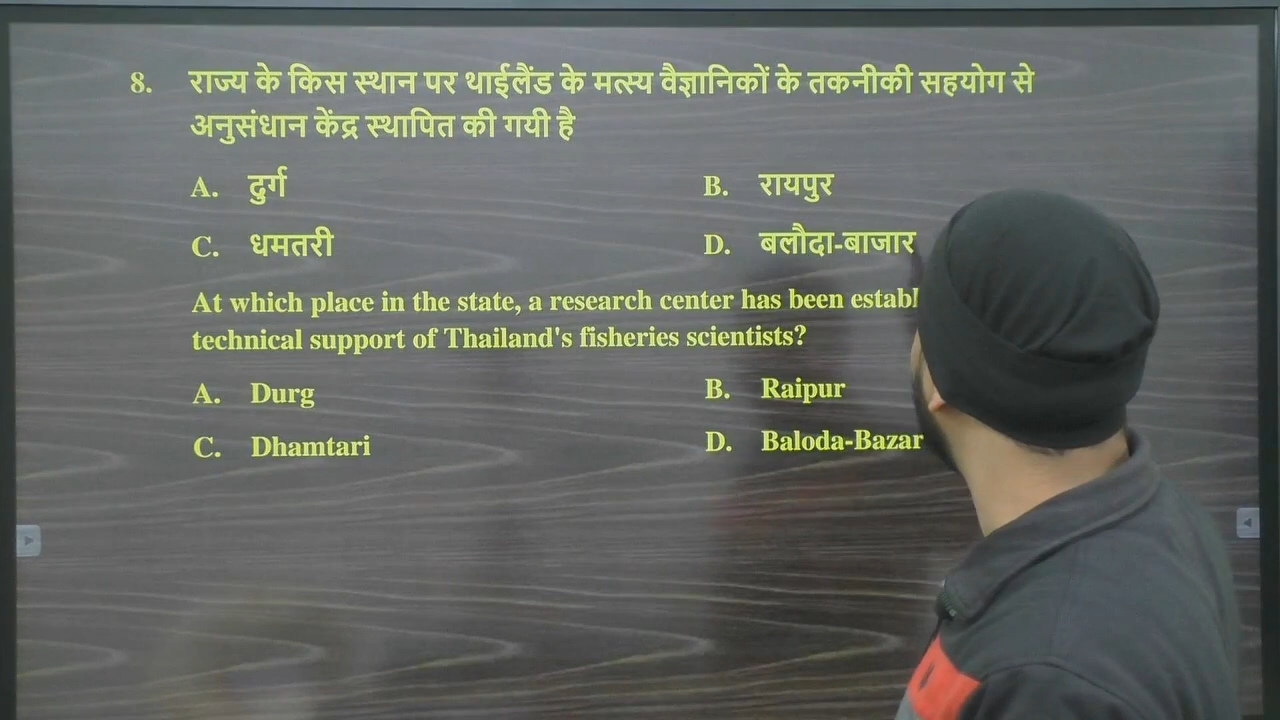 8. राज्य के किस स्थान पर थाईलैंड के मत्स्य वैज्ञानिकों के तकनीकी सहयोग से
अनुसंधान केंद्र स्थापित की गयी है
A. दुर्ग B. रायपुर
C. धमतरी D. बलौदा-बाजार
At which place in the state, a research center has been establ
technical support of Thailand's fisheries scientists?
A. Durg B. Raipur
C. Dhamtari D. Baloda-Bazar